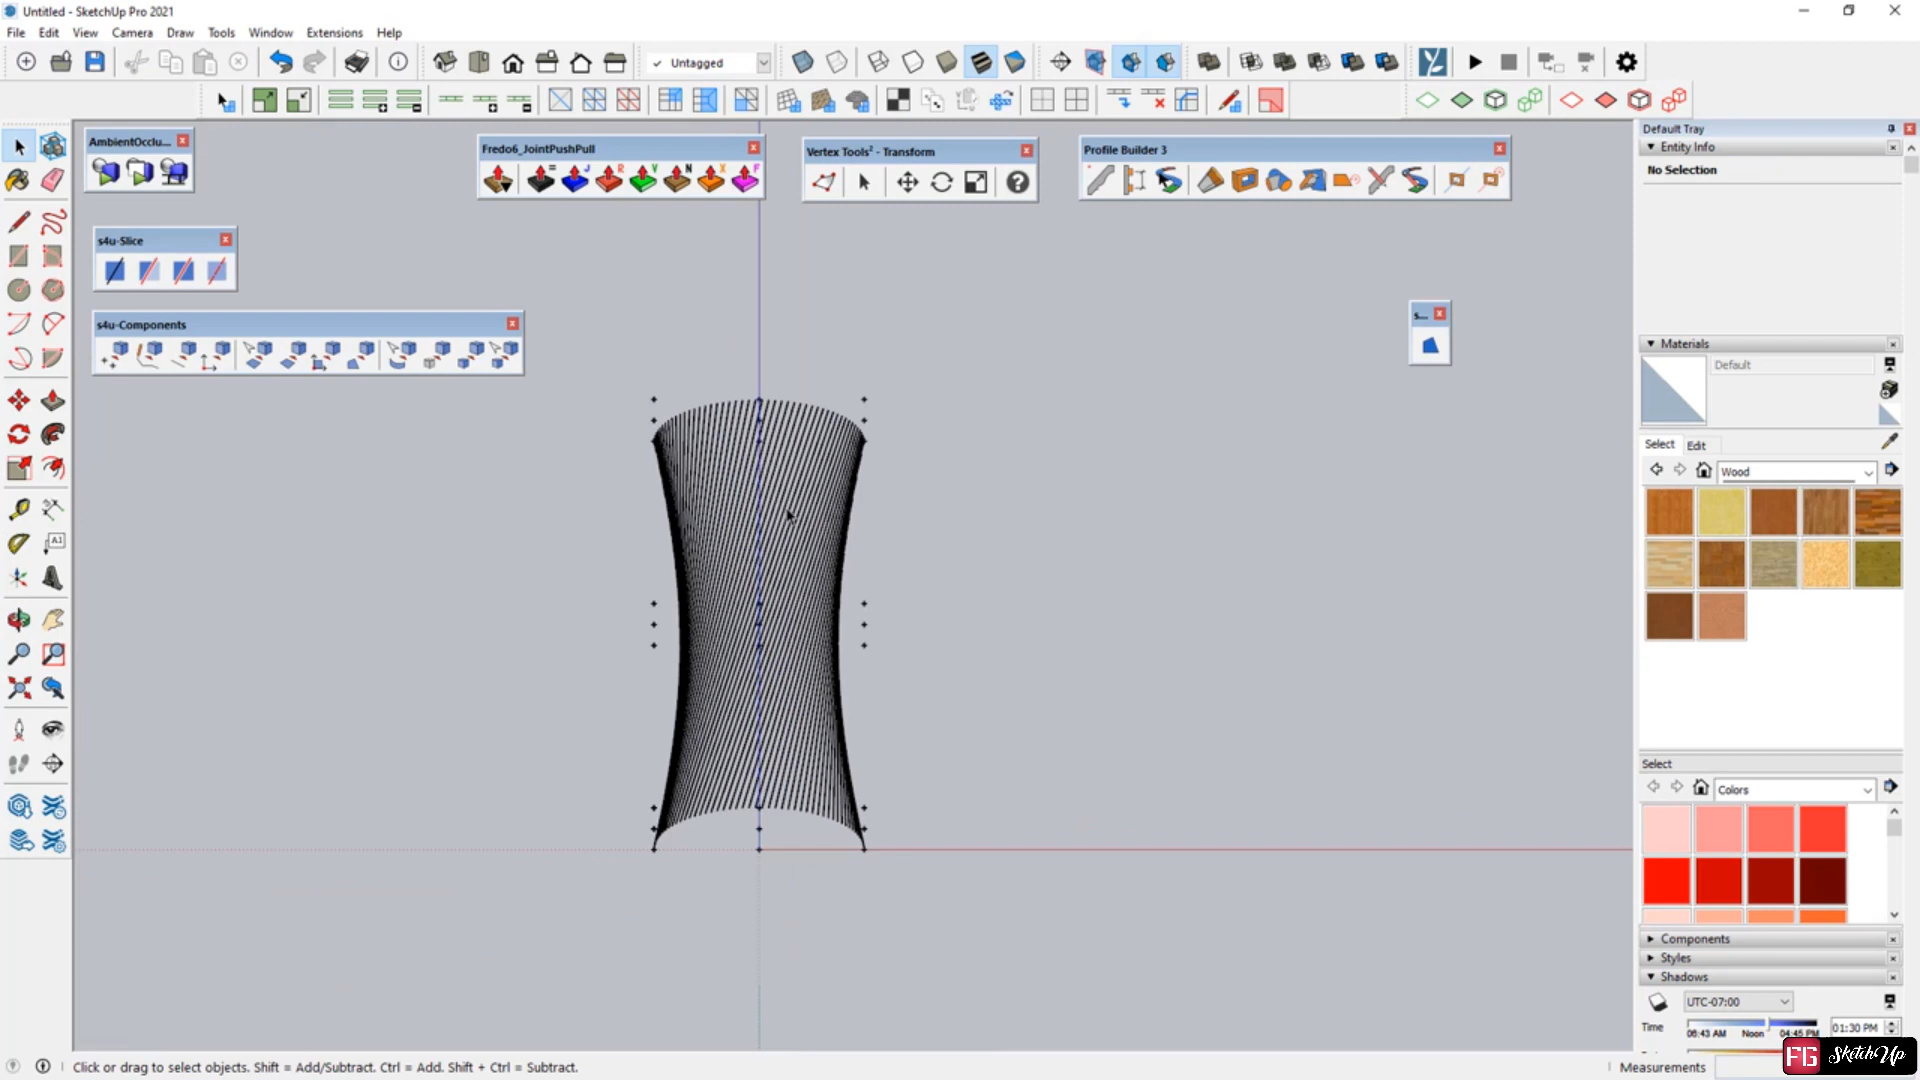 Untitled - SketchUp Pro 2021
File Edit View Camera Draw Tools Window Extensions Help
Untagged
AmbientOcclu...
Fredo6_JointPushPull
Vertex Tools² - Transform
Profile Builder 3
s4u-Slice
s4u-Components
s...
Default Tray
Entity Info
No Selection
Materials
Default
Select Edit
Wood
Select
Colors
Components
Styles
Shadows
UTC-07:00
Time 06:43 AM Noon 04:45 PM 01:30 PM
Click or drag to select objects. Shift = Add/Subtract. Ctrl = Add. Shift + Ctrl = Subtract.
Measurements
FG SketchUp